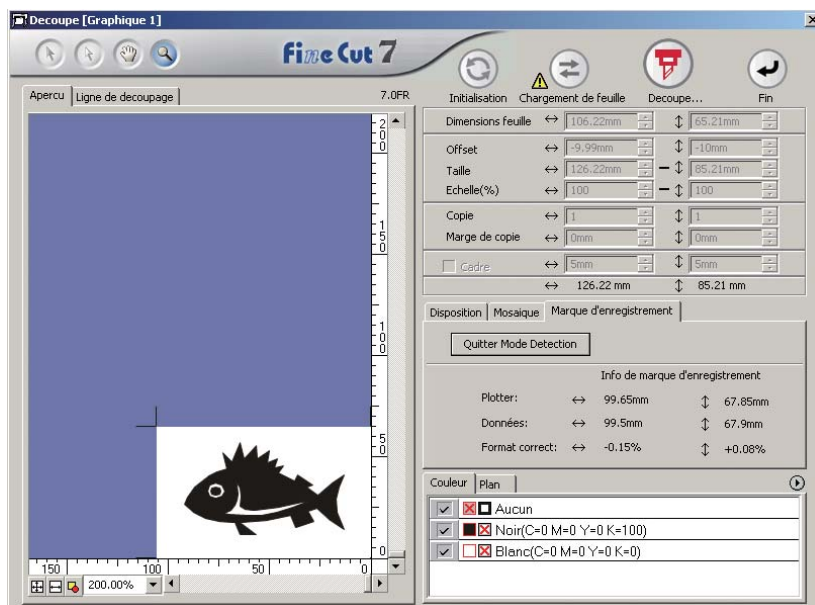 Decoupe [Graphique 1]
Fine Cut 7
Initialisation Chargement de feuille Decoupe... Fin
Apercu Ligne de decoupage 7.0FR
Dimensions feuille 106.22mm 65.21mm
Offset -9.99mm -10mm
Taille 126.22mm 85.21mm
Echelle(%) 100 100
Copie 1 1
Marge de copie 0mm 0mm
Cadre 5mm 5mm
126.22 mm 85.21 mm
Disposition Mosaique Marque d'enregistrement
Quitter Mode Detection
Info de marque d'enregistrement
Plotter: 99.65mm 67.85mm
Données: 99.5mm 67.9mm
Format correct: -0.15% +0.08%
Couleur Plan
Aucun
Noir(C=0 M=0 Y=0 K=100)
Blanc(C=0 M=0 Y=0 K=0)
200
150
100
50
0
150 100 50 0
200.00%